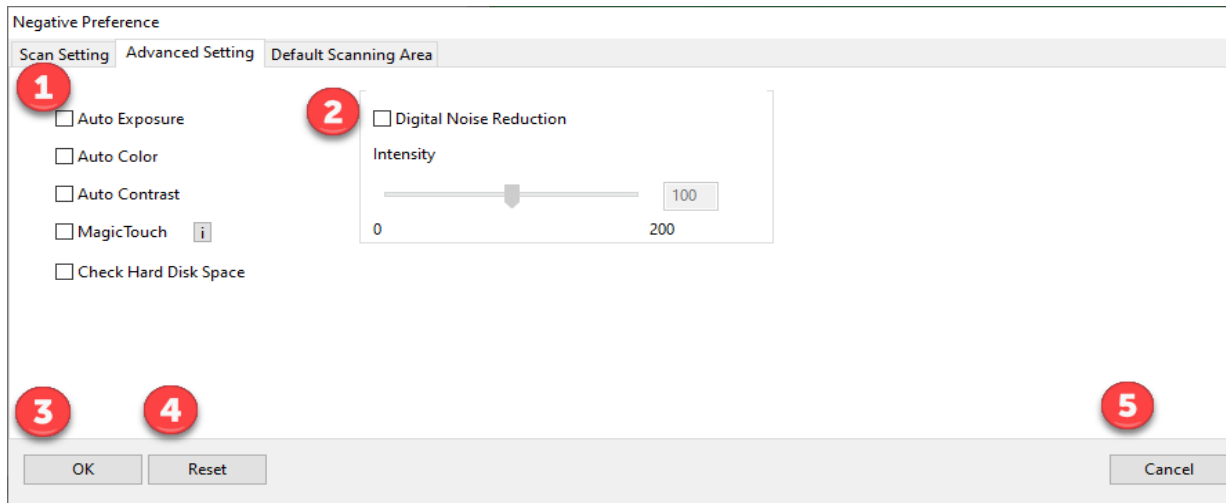 Negative Preference
Scan Setting Advanced Setting Default Scanning Area
1
Auto Exposure
Auto Color
Auto Contrast
MagicTouch i
Check Hard Disk Space
2
Digital Noise Reduction
Intensity
100
0 200
3 4 5
OK Reset Cancel